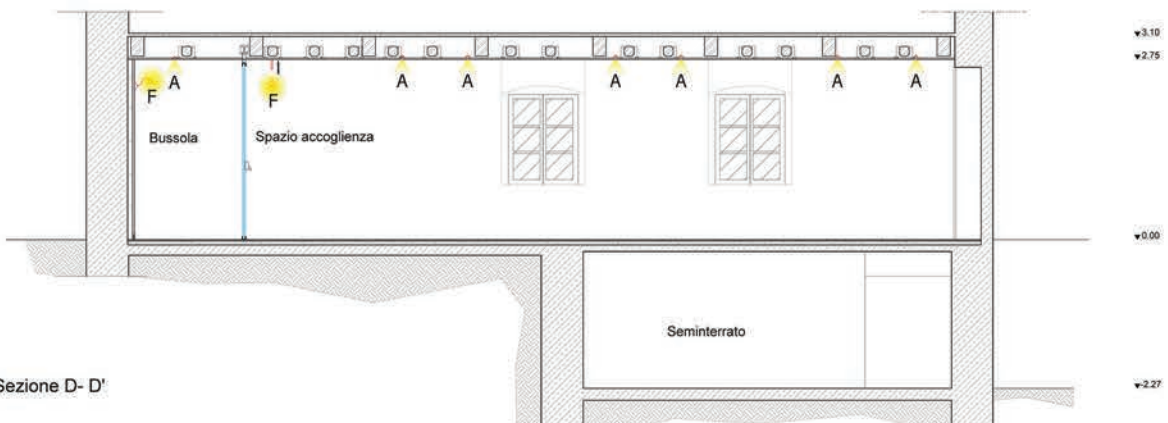 ▾3.10
▾2.75
F A F A A A A A A
Bussola Spazio accoglienza
▾0.00
Seminterrato
Sezione D- D'
▾-2.27